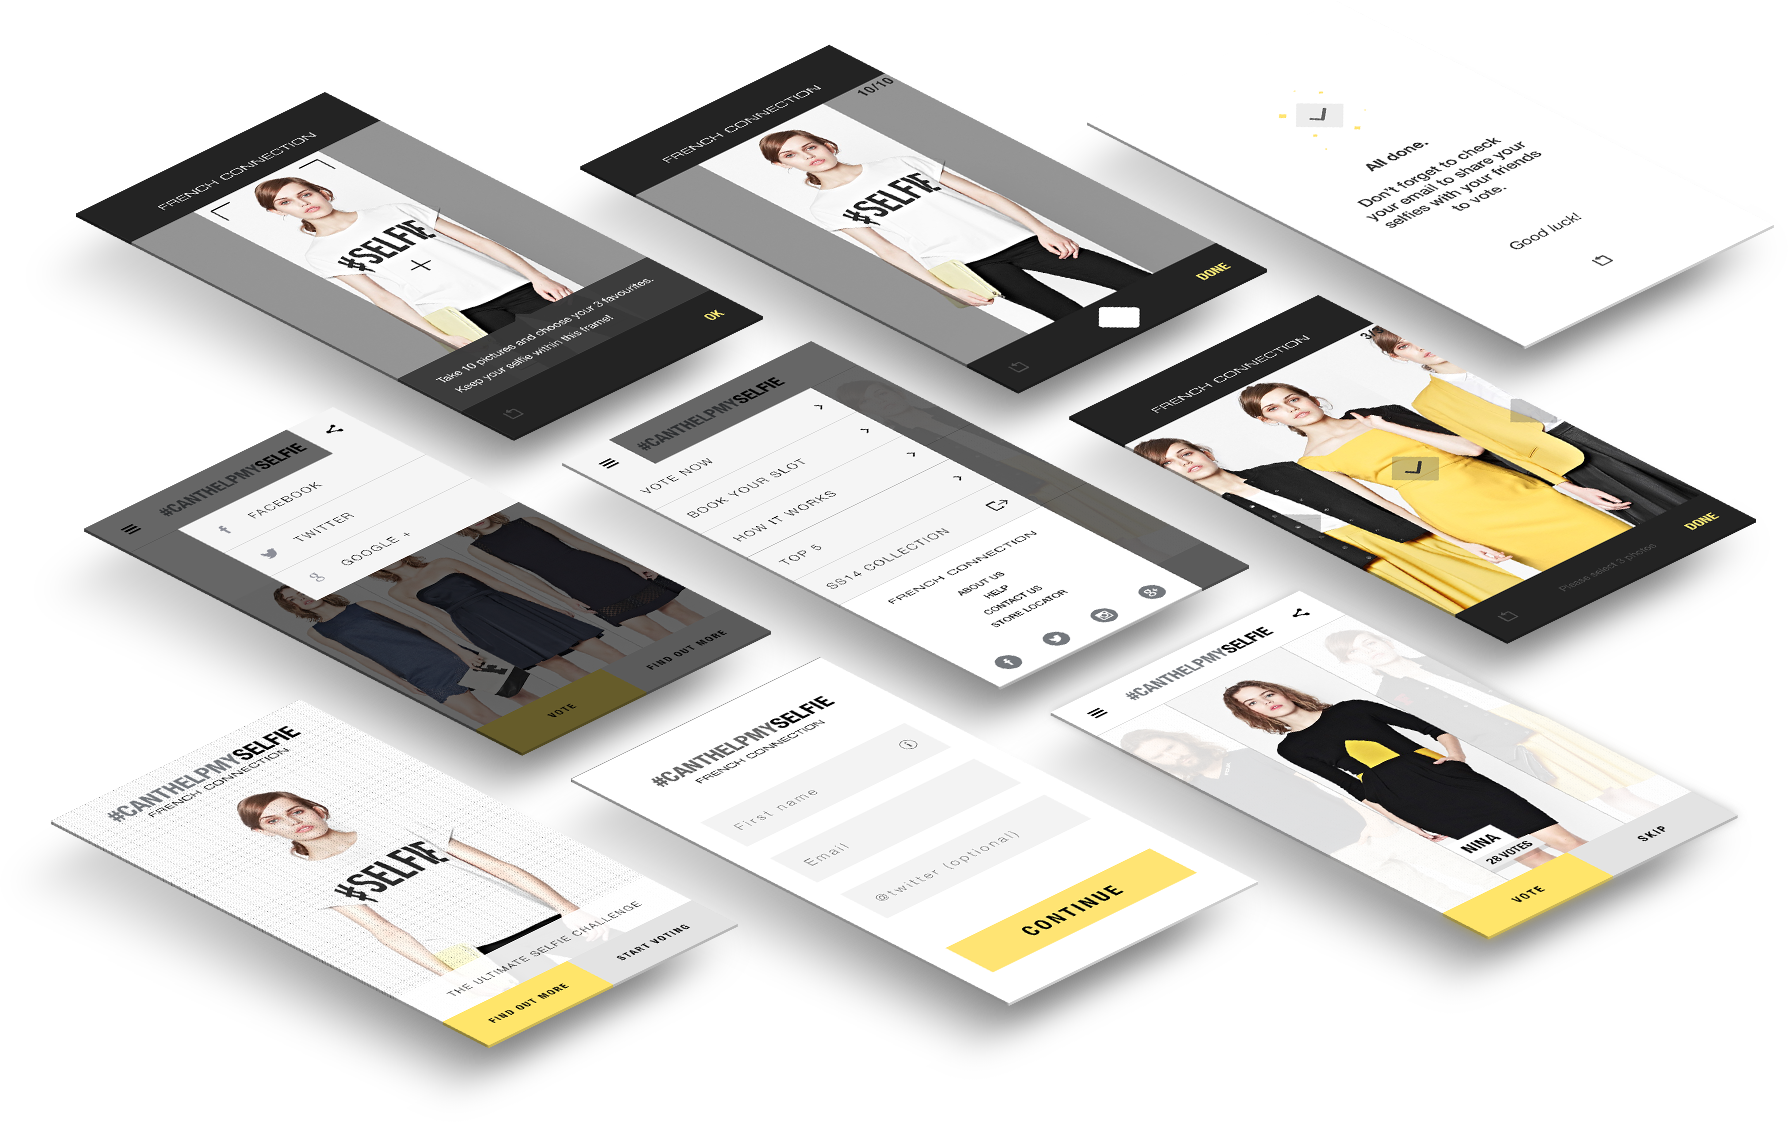 FRENCH CONNECTION
#SELFIE
Take 10 pictures and choose your 3 favourites.
Keep your selfie within this frame!
OK
FRENCH CONNECTION
10/10
#SELFIE
DONE
All done.
Don't forget to check
your email to share your
selfies with your friends
to vote.
Good luck!
#CANTHELPMYSELFIE
FACEBOOK
TWITTER
GOOGLE +
VOTE
FIND OUT MORE
#CANTHELPMYSELFIE
VOTE NOW
BOOK YOUR SLOT
HOW IT WORKS
TOP 5
SS14 COLLECTION
FRENCH CONNECTION
ABOUT US
HELP
CONTACT US
STORE LOCATOR
FRENCH CONNECTION
DONE
Please select 3 photos
#CANTHELPMYSELFIE
FRENCH CONNECTION
#SELFIE
THE ULTIMATE SELFIE CHALLENGE
FIND OUT MORE
START VOTING
#CANTHELPMYSELFIE
FRENCH CONNECTION
First name
Email
@twitter (optional)
CONTINUE
#CANTHELPMYSELFIE
NINA
28 VOTES
VOTE
SKIP